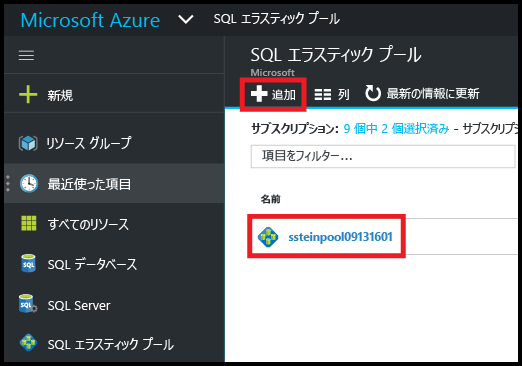 Microsoft Azure SQL エラスティック プール
新規
リソース グループ
最近使った項目
すべてのリソース
SQL データベース
SQL Server
SQL エラスティック プール
SQL エラスティック プール
Microsoft
追加 列 最新の情報に更新
サブスクリプション: 9 個中 2 個選択済み - サブスクリプ
項目をフィルター...
名前
ssteinpool09131601